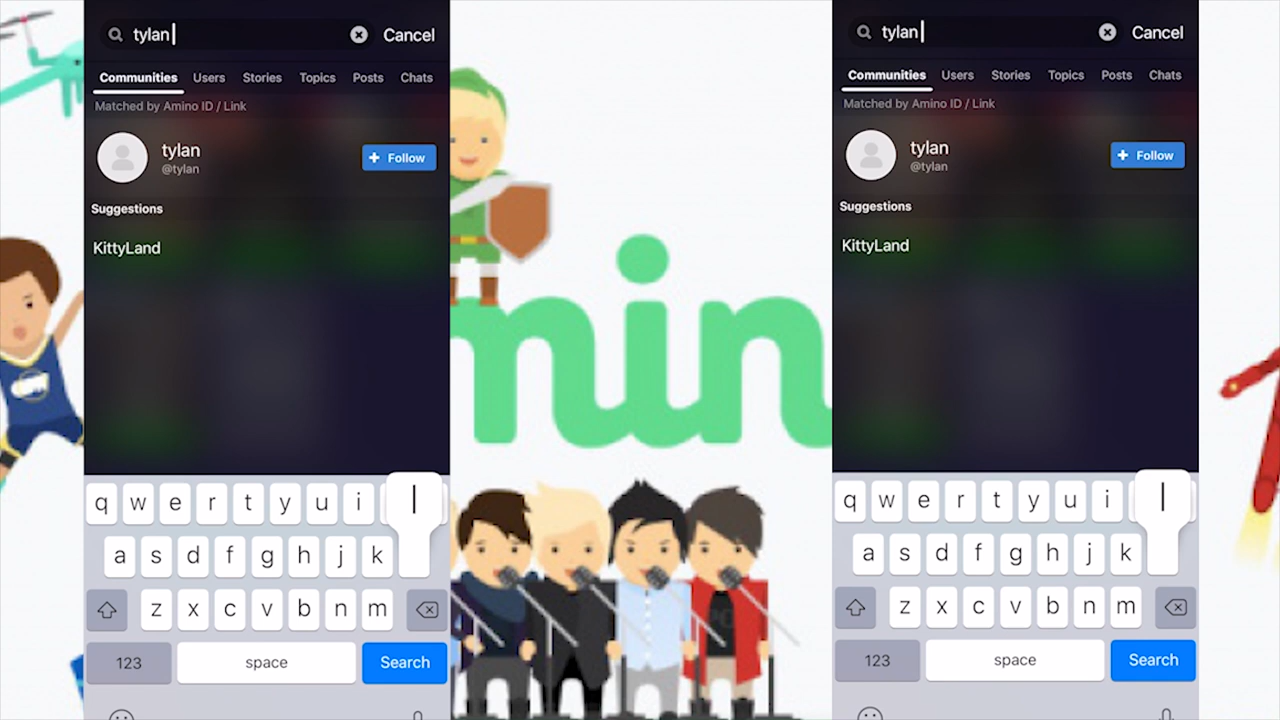 tylan
Cancel
Communities Users Stories Topics Posts Chats
Matched by Amino ID / Link
tylan
@tylan
+ Follow
Suggestions
KittyLand
q w e r t y u i l
a s d f g h j k
z x c v b n m
123 space Search
min
tylan
Cancel
Communities Users Stories Topics Posts Chats
Matched by Amino ID / Link
tylan
@tylan
+ Follow
Suggestions
KittyLand
q w e r t y u i l
a s d f g h j k
z x c v b n m
123 space Search